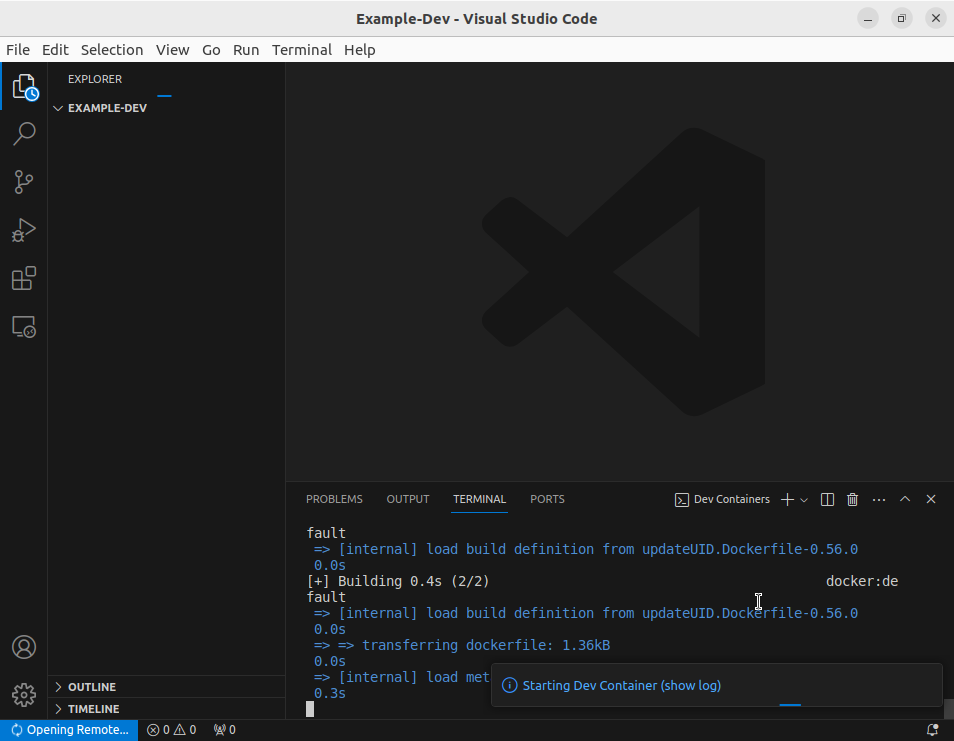 Example-Dev - Visual Studio Code
File Edit Selection View Go Run Terminal Help
EXPLORER
EXAMPLE-DEV
PROBLEMS OUTPUT TERMINAL PORTS Dev Containers
fault
=> [internal] load build definition from updateUID.Dockerfile-0.56.0
0.0s
[+] Building 0.4s (2/2) docker:de
fault
=> [internal] load build definition from updateUID.Dockerfile-0.56.0
0.0s
=> => transferring dockerfile: 1.36kB
0.0s
=> [internal] load met
0.3s
Starting Dev Container (show log)
OUTLINE
TIMELINE
Opening Remote... 0 0 0